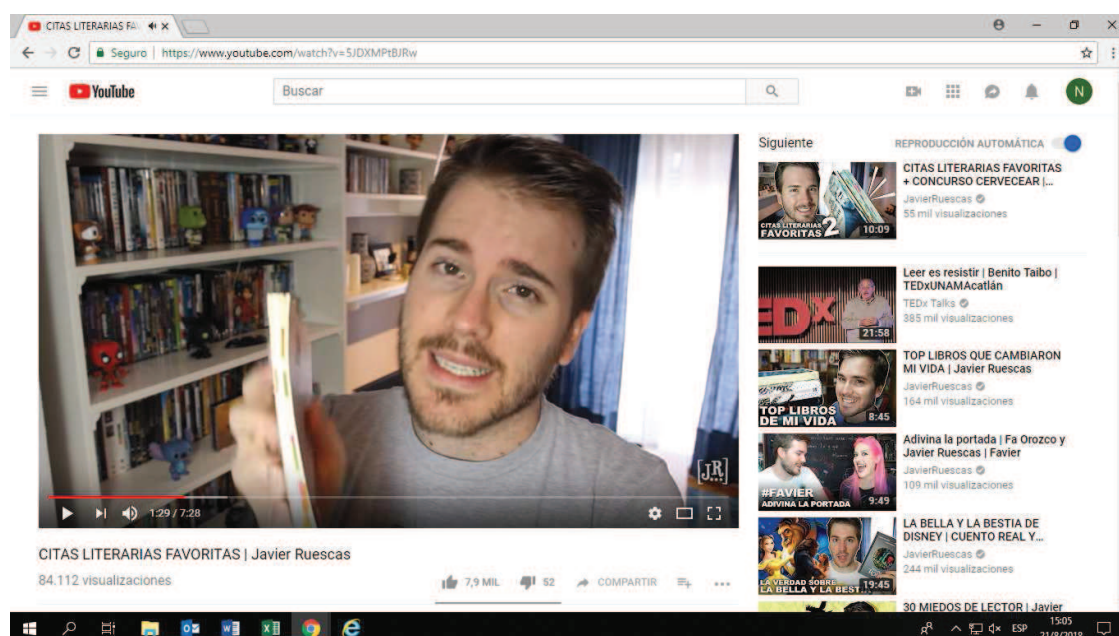 CITAS LITERARIAS FA
Seguro | https://www.youtube.com/watch?v=5JDXMPtBJRw
YouTube
Buscar
N
[J.R]
1:29 / 7:28
CITAS LITERARIAS FAVORITAS | Javier Ruescas
84.112 visualizaciones
7,9 MIL 52 COMPARTIR
Siguiente
REPRODUCCIÓN AUTOMÁTICA
CITAS LITERARIAS
FAVORITAS 2
10:09
CITAS LITERARIAS FAVORITAS
+ CONCURSO CERVECEAR |...
JavierRuescas
55 mil visualizaciones
TEDx
21:58
Leer es resistir | Benito Taibo |
TEDxUNAMAcatlán
TEDx Talks
385 mil visualizaciones
TOP LIBROS
DE MI VIDA
8:45
TOP LIBROS QUE CAMBIARON
MI VIDA | Javier Ruescas
JavierRuescas
164 mil visualizaciones
#FAVIER
ADIVINA LA PORTADA
9:49
Adivina la portada | Fa Orozco y
Javier Ruescas | Favier
JavierRuescas
109 mil visualizaciones
LA VERDAD SOBRE
LA BELLA Y LA BEST
19:45
LA BELLA Y LA BESTIA DE
DISNEY | CUENTO REAL Y...
JavierRuescas
244 mil visualizaciones
30 MIEDOS DE LECTOR | Javier
ESP
15:05
21/8/2018